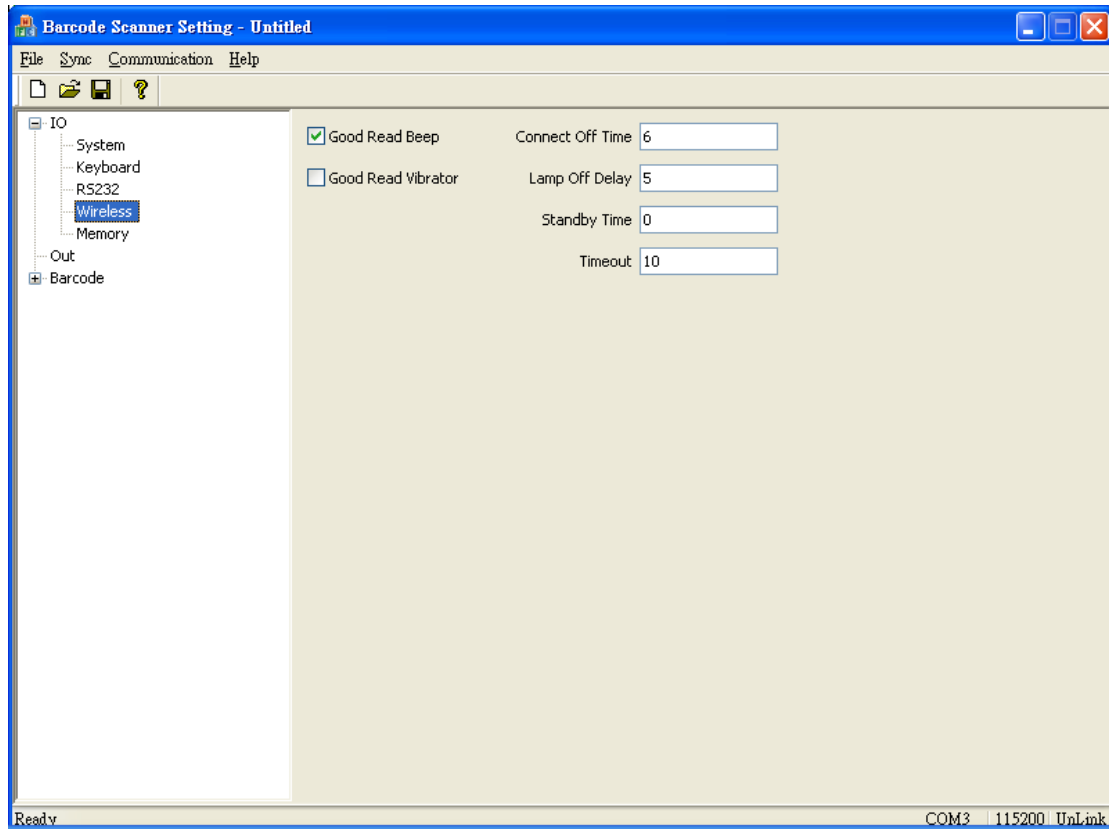 Barcode Scanner Setting - Untitled
File Sync Communication Help
IO
System
Keyboard
RS232
Wireless
Memory
Out
Barcode
Good Read Beep Connect Off Time 6
Good Read Vibrator Lamp Off Delay 5
Standby Time 0
Timeout 10
Ready COM3 115200 UnLink